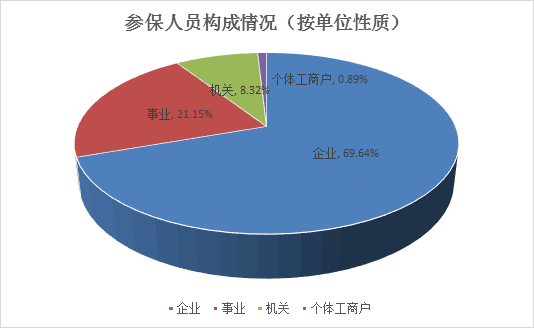 参保人员构成情况（按单位性质）
个体工商户, 0.89%
机关, 8.32%
事业, 21.15%
企业, 69.64%
企业 事业 机关 个体工商户